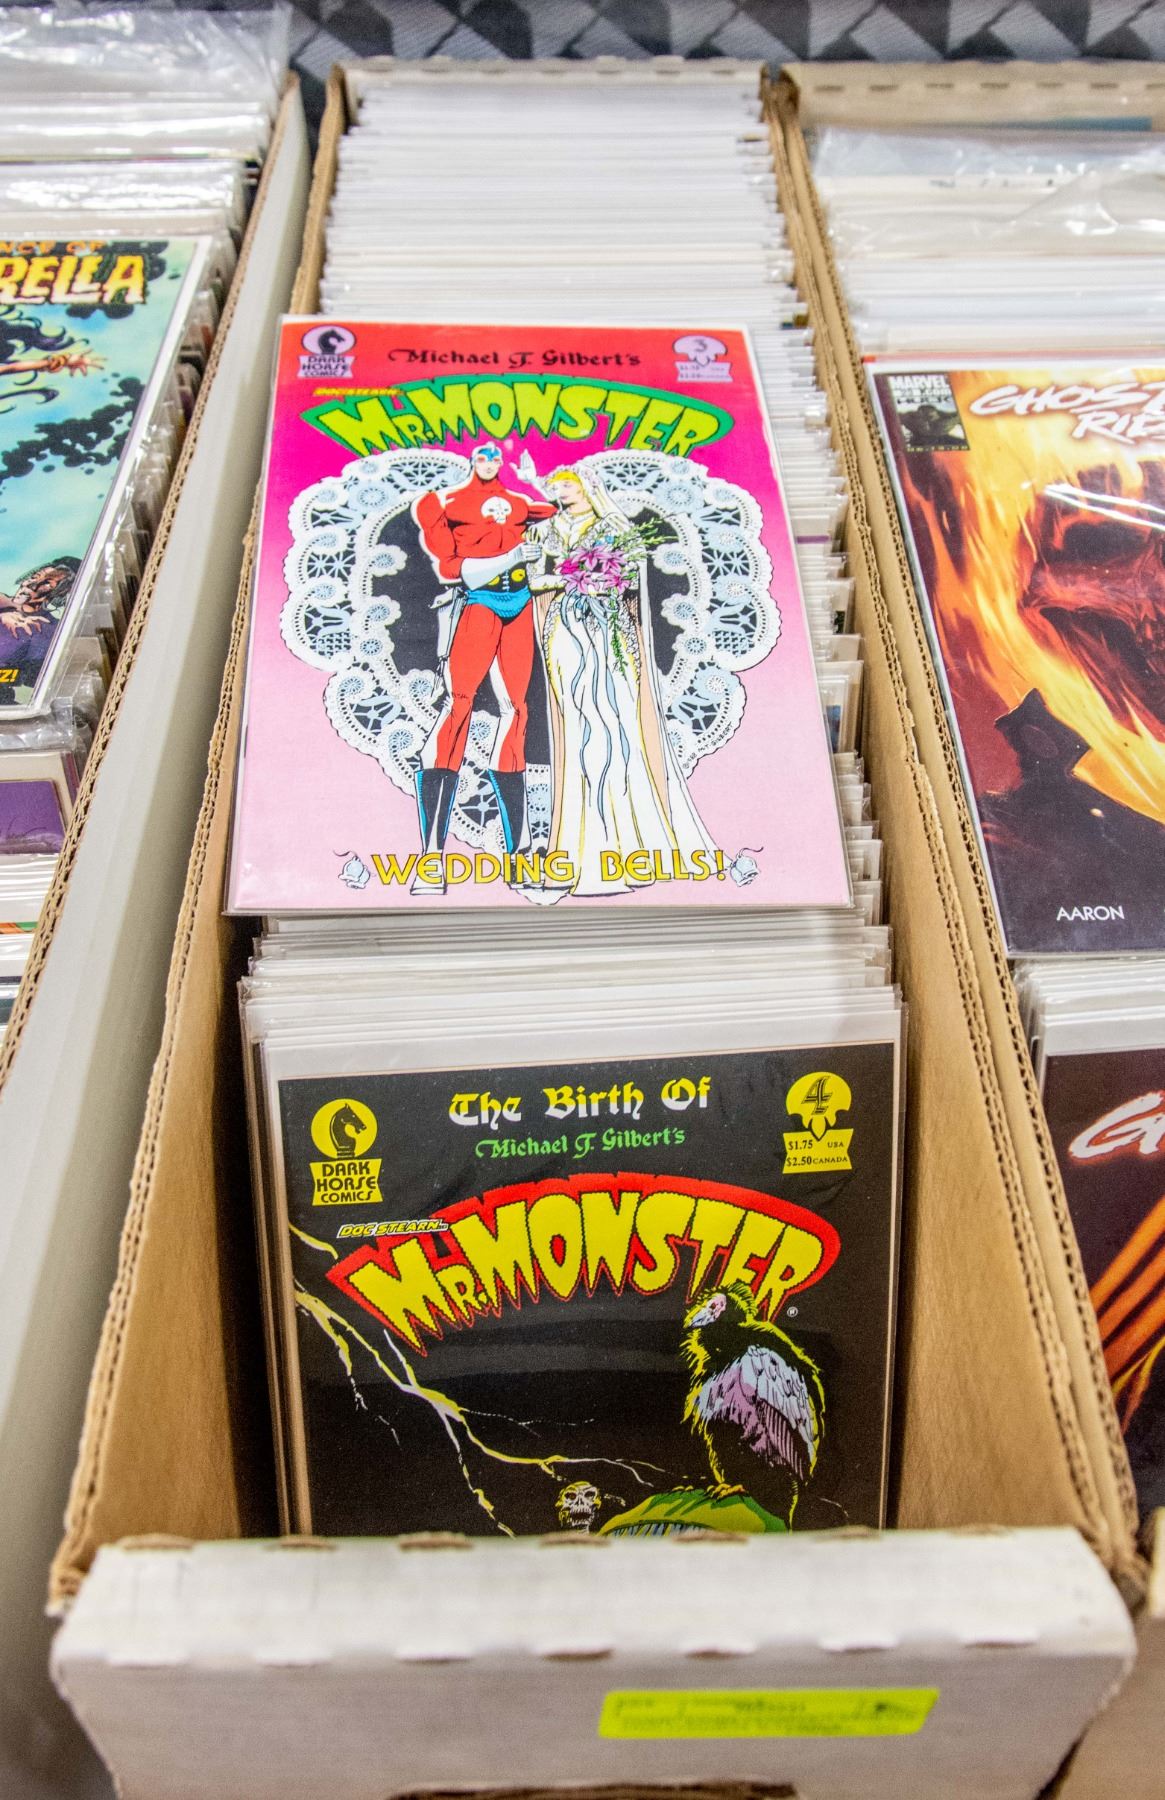 RELLA
Z!
DARK
HORSE
COMICS
Michael T. Gilbert's
3
DOC STEARN...
MR. MONSTER
WEDDING BELLS!
MARVEL
GHOST
AARON
The Birth Of
Michael T. Gilbert's
DARK
HORSE
COMICS
4
$1.75 USA
$2.50 CANADA
DOC STEARN...
MR. MONSTER
®